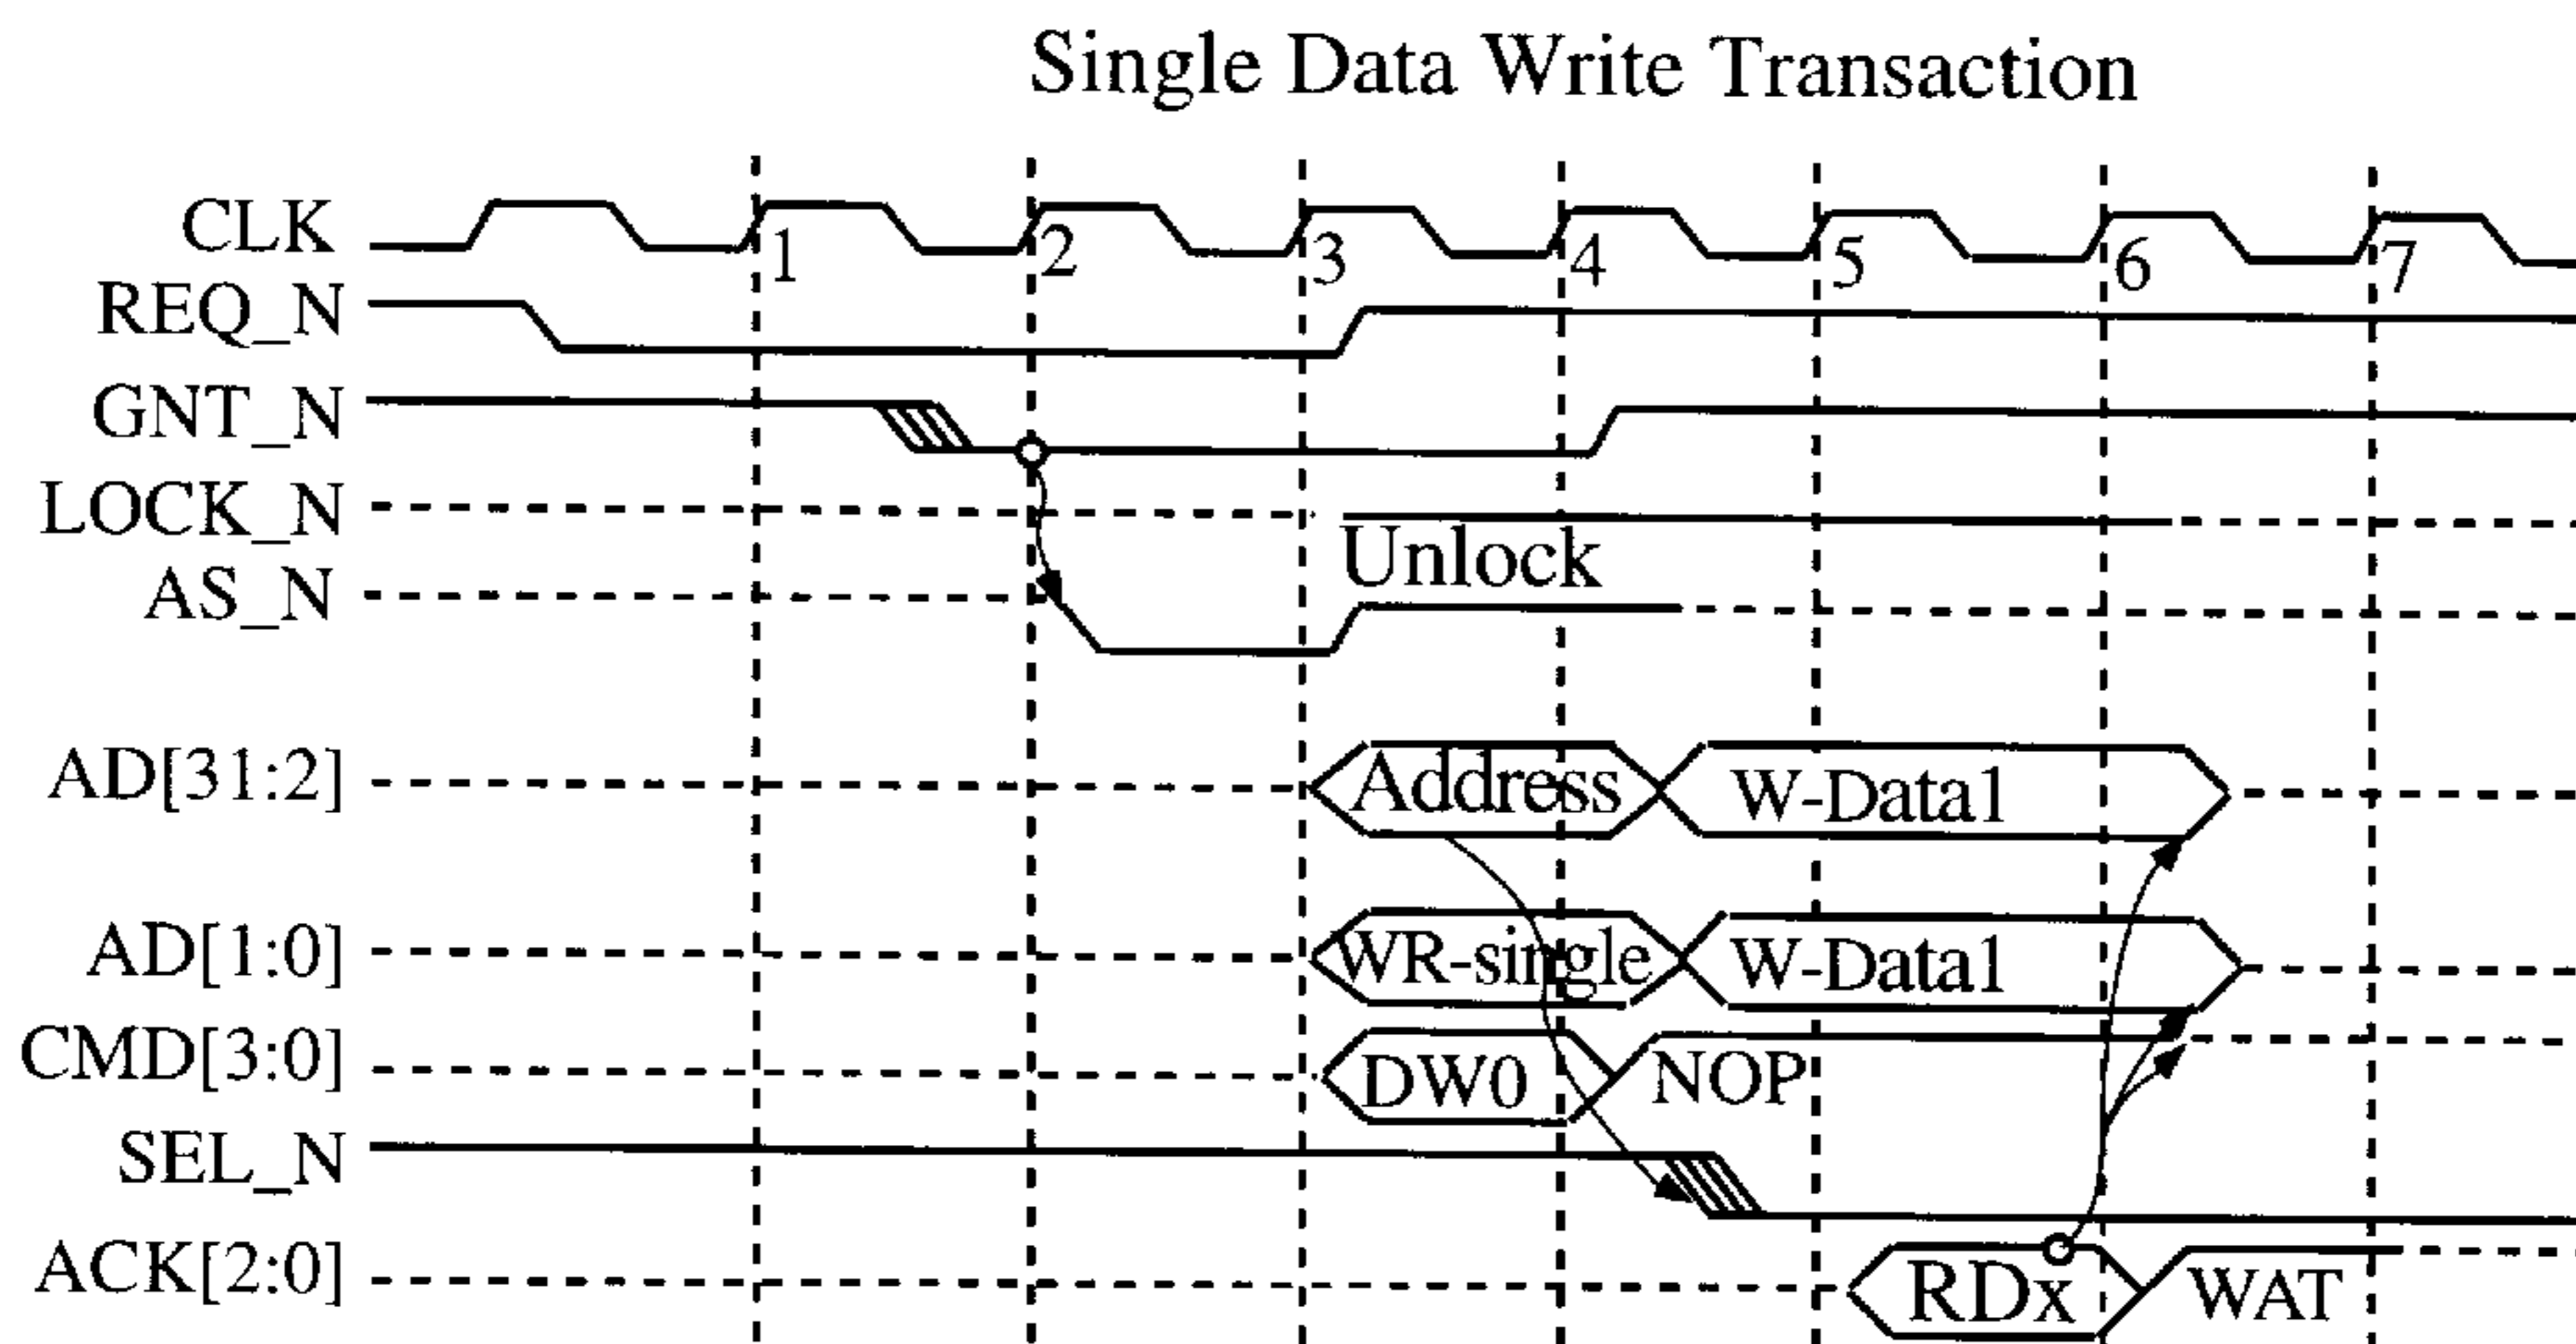 Single Data Write Transaction
CLK
1 2 3 4 5 6 7
REQ_N
GNT_N
LOCK_N
Unlock
AS_N
AD[31:2] Address W-Data1
AD[1:0] WR-single W-Data1
CMD[3:0] DW0 NOP
SEL_N
ACK[2:0] RDx WAT